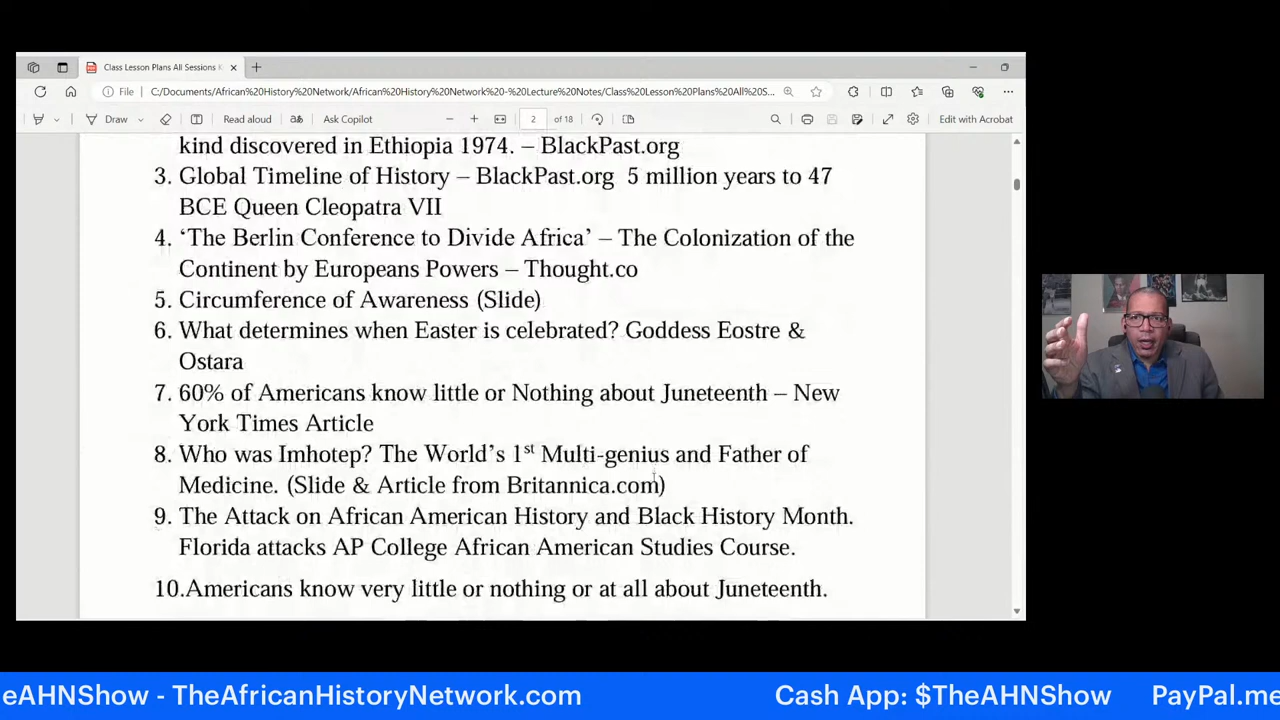 Class Lesson Plans All Sessions K
File C:/Documents/African%20History%20Network/African%20History%20Network%20-%20Lecture%20Notes/Class%20Lesson%20Plans%20All%20S...
Draw Read aloud Ask Copilot 2 of 18 Edit with Acrobat
kind discovered in Ethiopia 1974. – BlackPast.org
3. Global Timeline of History – BlackPast.org 5 million years to 47
BCE Queen Cleopatra VII
4. ‘The Berlin Conference to Divide Africa’ – The Colonization of the
Continent by Europeans Powers – Thought.co
5. Circumference of Awareness (Slide)
6. What determines when Easter is celebrated? Goddess Eostre &
Ostara
7. 60% of Americans know little or Nothing about Juneteenth – New
York Times Article
8. Who was Imhotep? The World’s 1st Multi-genius and Father of
Medicine. (Slide & Article from Britannica.com)
9. The Attack on African American History and Black History Month.
Florida attacks AP College African American Studies Course.
10.Americans know very little or nothing or at all about Juneteenth.
eAHNShow - TheAfricanHistoryNetwork.com Cash App: $TheAHNShow PayPal.me